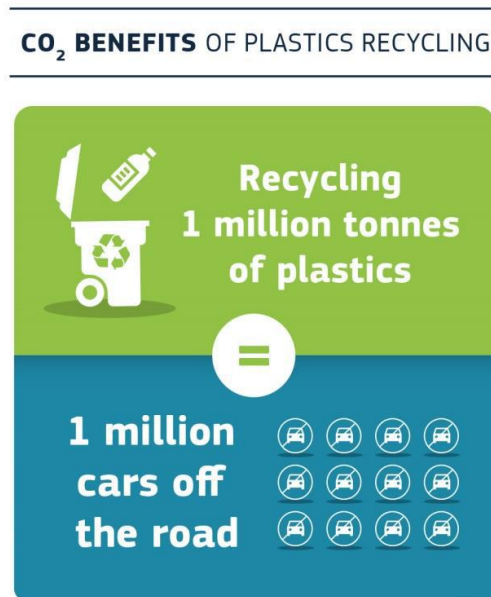 CO₂ BENEFITS OF PLASTICS RECYCLING
Recycling
1 million tonnes
of plastics
=
1 million
cars off
the road